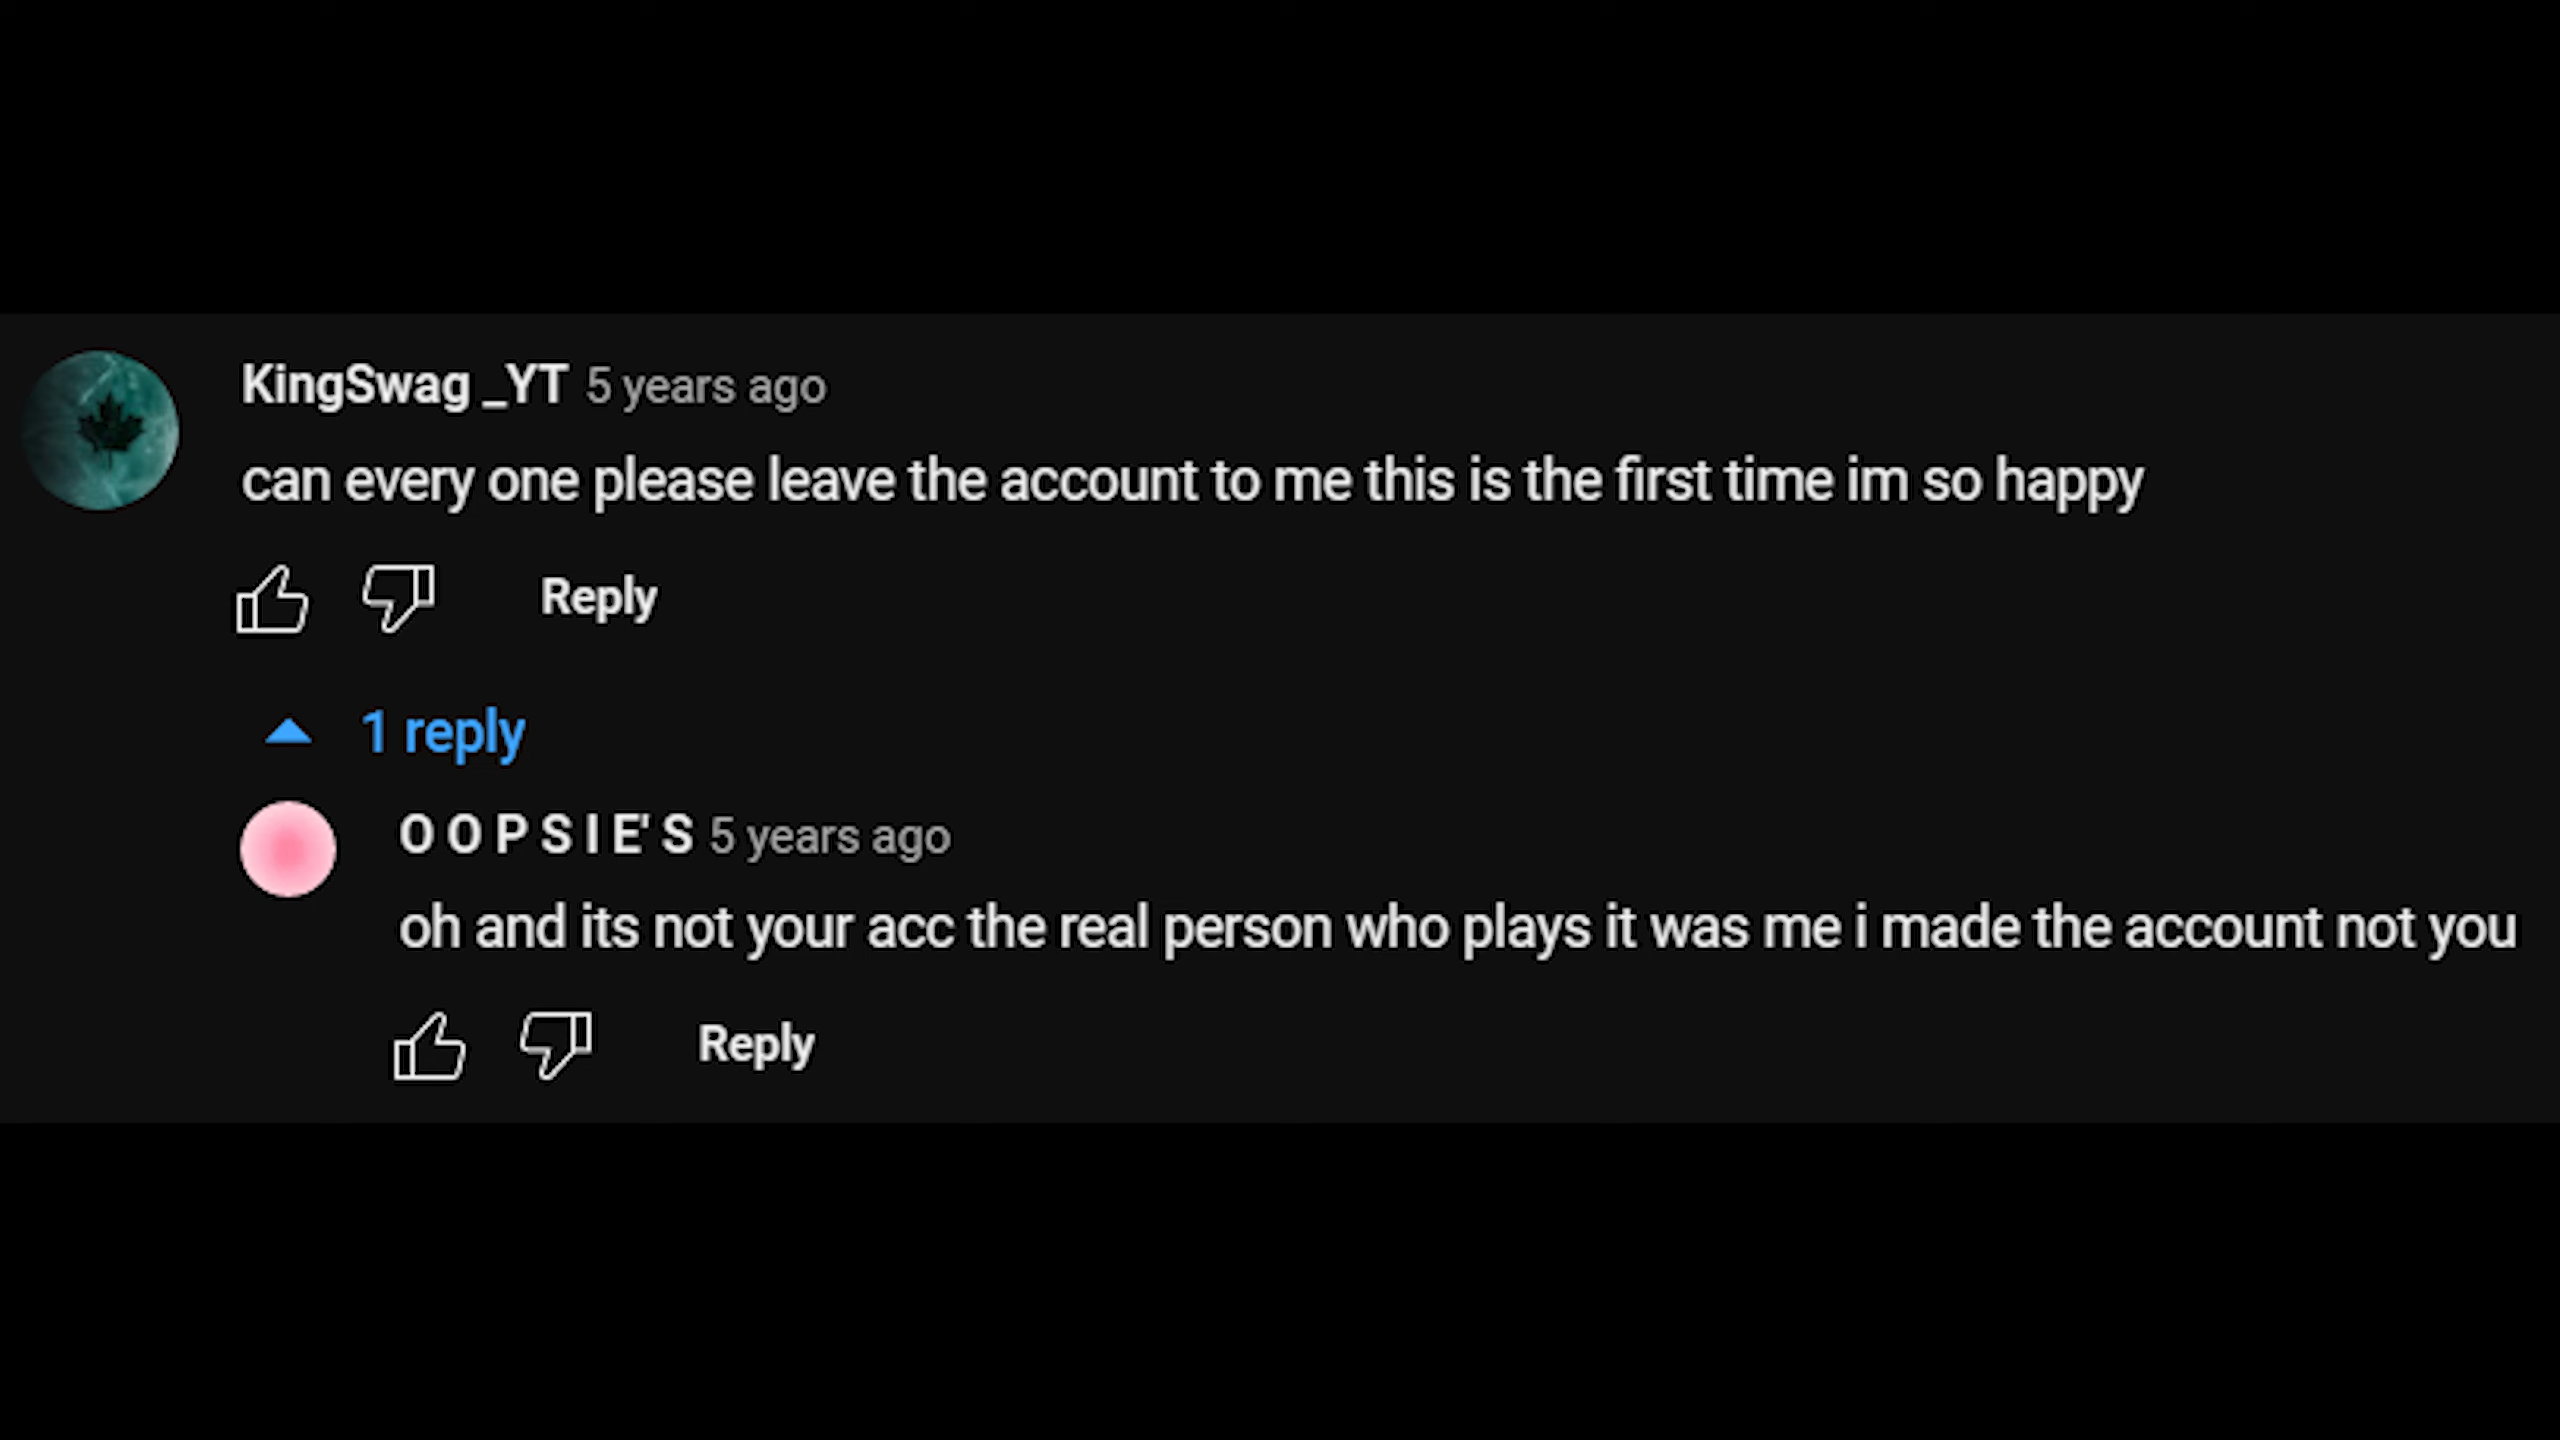 KingSwag _YT 5 years ago
can every one please leave the account to me this is the first time im so happy
Reply
1 reply
O O P S I E' S 5 years ago
oh and its not your acc the real person who plays it was me i made the account not you
Reply